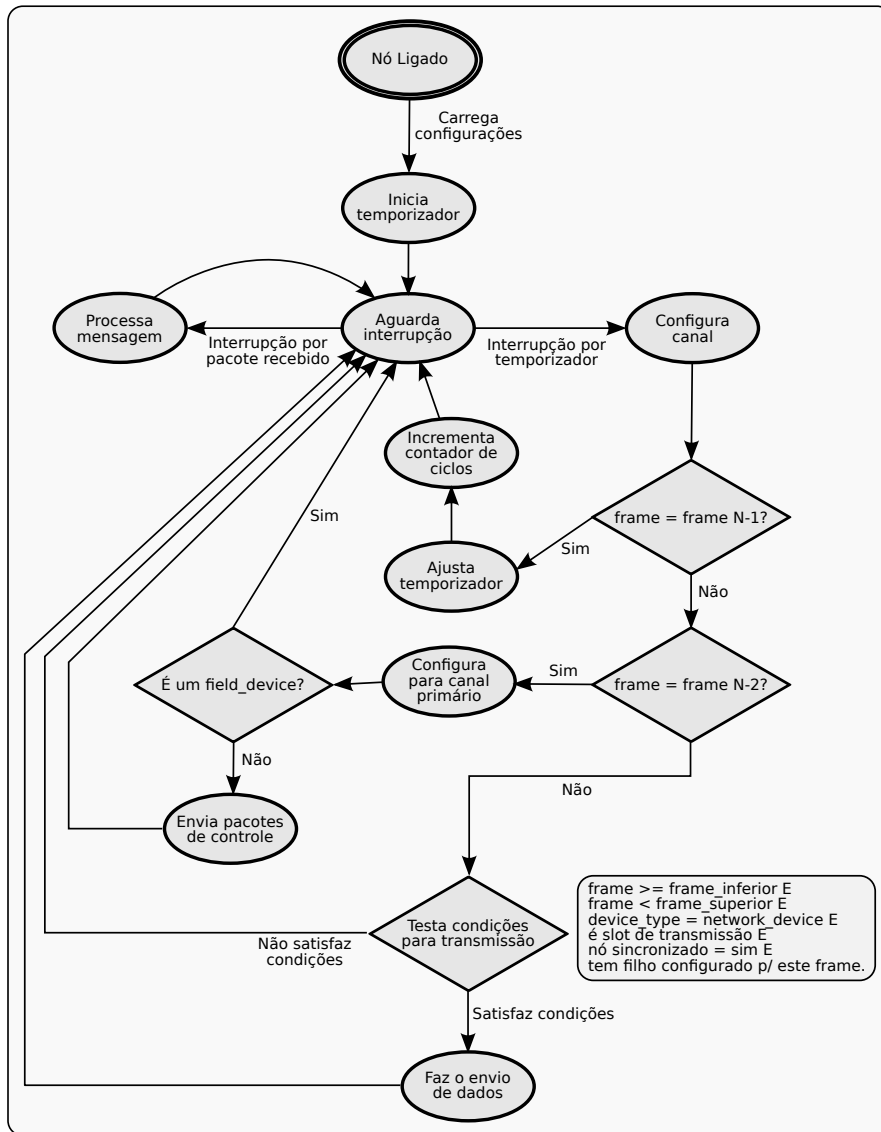 Nó Ligado
Carrega
configurações
Inicia
temporizador
Processa
mensagem
Aguarda
interrupção
Configura
canal
Interrupção por
pacote recebido
Interrupção por
temporizador
Incrementa
contador de
ciclos
frame = frame N-1?
Sim
Sim
Ajusta
temporizador
Não
É um field_device?
Configura
para canal
primário
Sim
frame = frame N-2?
Não
Não
Envia pacotes
de controle
frame >= frame_inferior E
frame < frame_superior E
device_type = network_device E
é slot de transmissão E
nó sincronizado = sim E
tem filho configurado p/ este frame.
Testa condições
para transmissão
Não satisfaz
condições
Satisfaz condições
Faz o envio
de dados